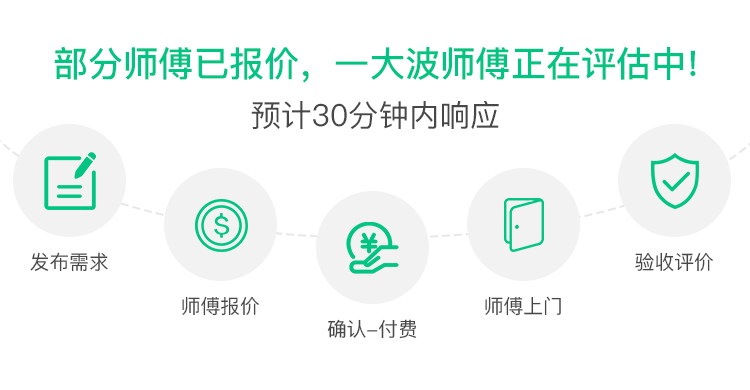 部分师傅已报价，一大波师傅正在评估中!
预计30分钟内响应
$
¥
发布需求
师傅报价
确认–付费
师傅上门
验收评价